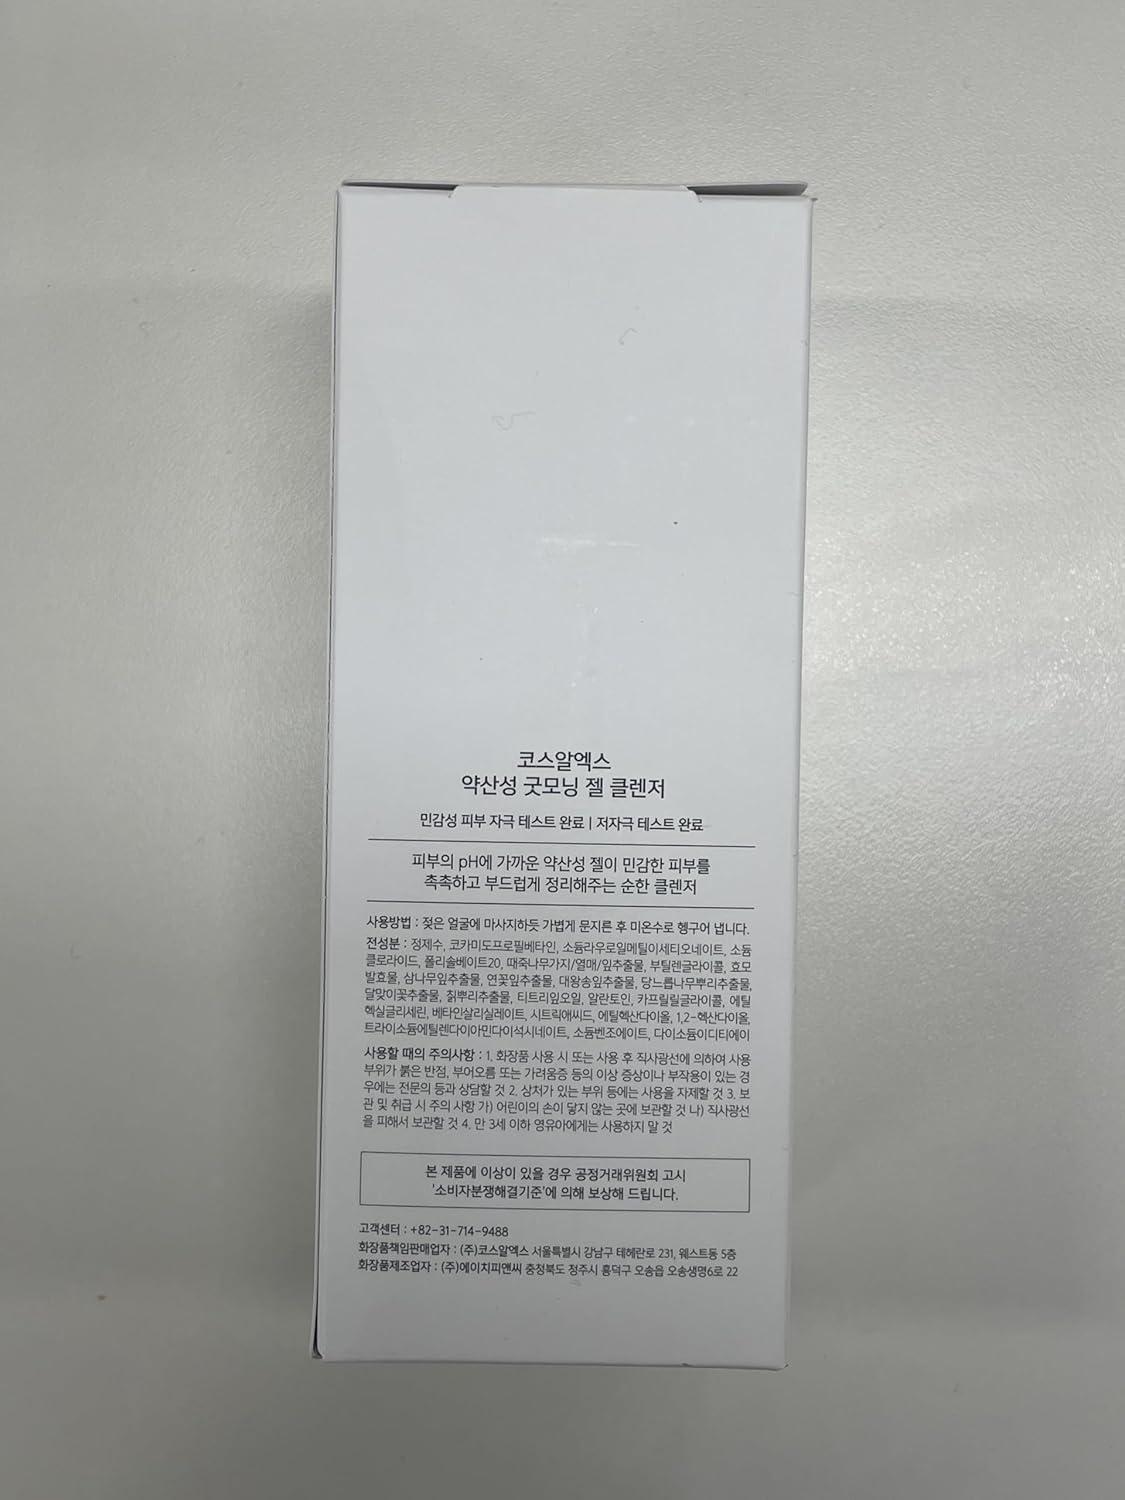 코스알엑스
약산성 굿모닝 젤 클렌저
민감성 피부 자극 테스트 완료 | 저자극 테스트 완료
피부의 pH에 가까운 약산성 젤이 민감한 피부를
촉촉하고 부드럽게 정리해주는 순한 클렌저
사용방법 : 젖은 얼굴에 마사지하듯 가볍게 문지른 후 미온수로 헹구어 냅니다.
전성분 : 정제수, 코카미도프로필베타인, 소듐라우로일메틸이세티오네이트, 소듐
클로라이드, 폴리솔베이트20, 때죽나무가지/열매/잎추출물, 부틸렌글라이콜, 효모
발효물, 삼나무잎추출물, 연꽃잎추출물, 대왕송잎추출물, 당느릅나무뿌리추출물,
달맞이꽃추출물, 칡뿌리추출물, 티트리잎오일, 알란토인, 카프릴릴글라이콜, 에틸
헥실글리세린, 베타인살리실레이트, 시트릭애씨드, 에틸헥산다이올, 1,2-헥산다이올,
트라이소듐에틸렌다이아민다이석시네이트, 소듐벤조에이트, 다이소듐이디티에이
사용할 때의 주의사항 : 1. 화장품 사용 시 또는 사용 후 직사광선에 의하여 사용
부위가 붉은 반점, 부어오름 또는 가려움증 등의 이상 증상이나 부작용이 있는 경
우에는 전문의 등과 상담할 것 2. 상처가 있는 부위 등에는 사용을 자제할 것 3. 보
관 및 취급 시 주의 사항 가) 어린이의 손이 닿지 않는 곳에 보관할 것 나) 직사광선
을 피해서 보관할 것 4. 만 3세 이하 영유아에게는 사용하지 말 것
본 제품에 이상이 있을 경우 공정거래위원회 고시
'소비자분쟁해결기준'에 의해 보상해 드립니다.
고객센터 : +82-31-714-9488
화장품책임판매업자 : (주)코스알엑스 서울특별시 강남구 테헤란로 231, 웨스트동 5층
화장품제조업자 : (주)에이치피앤씨 충청북도 청주시 흥덕구 오송읍 오송생명6로 22